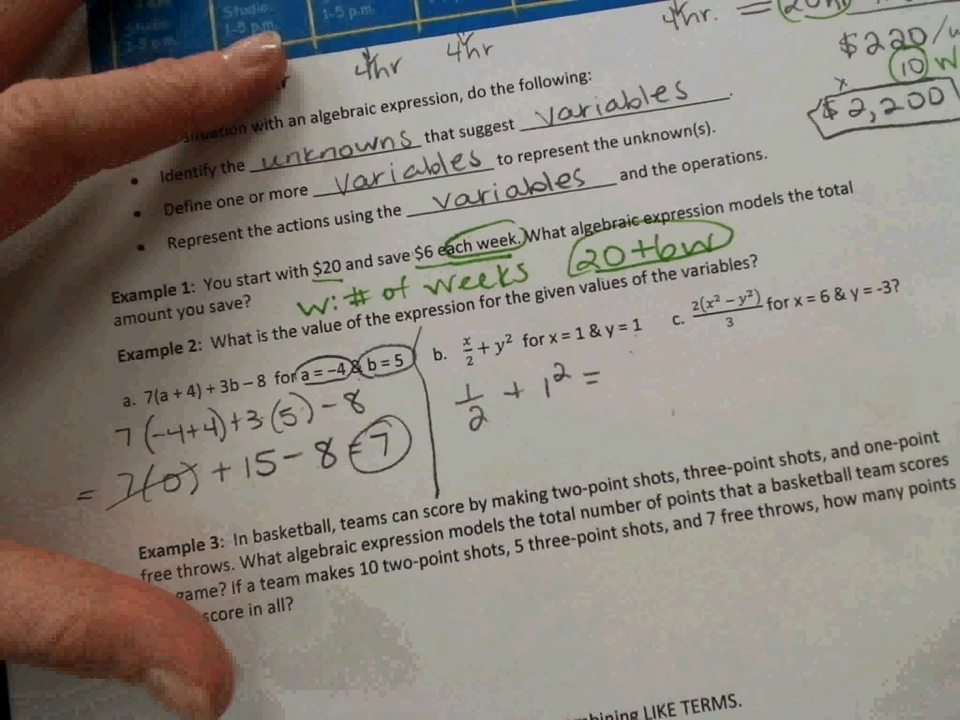 Studio
1-5 p.m.
Studio
1-5 p.m.
1-5 p.m.
4hr
4hr
4hr. =
$220/
x 10 w
$2,200
with an algebraic expression, do the following:
• Identify the unknowns that suggest variables.
• Define one or more variables to represent the unknown(s).
• Represent the actions using the variables and the operations.
Example 1: You start with $20 and save $6 each week. What algebraic expression models the total
amount you save?
w: # of weeks 20+6w
Example 2: What is the value of the expression for the given values of the variables?
a. 7(a + 4) + 3b – 8 for a = –4 & b = 5 b. x/2 + y² for x = 1 & y = 1 c. 2(x² – y²)/3 for x = 6 & y = -3?
7(-4+4)+3·(5)-8
= 7(0) + 15 - 8 = 7
1/2 + 1² =
Example 3: In basketball, teams can score by making two-point shots, three-point shots, and one-point
free throws. What algebraic expression models the total number of points that a basketball team scores
game? If a team makes 10 two-point shots, 5 three-point shots, and 7 free throws, how many points
score in all?
LIKE TERMS.